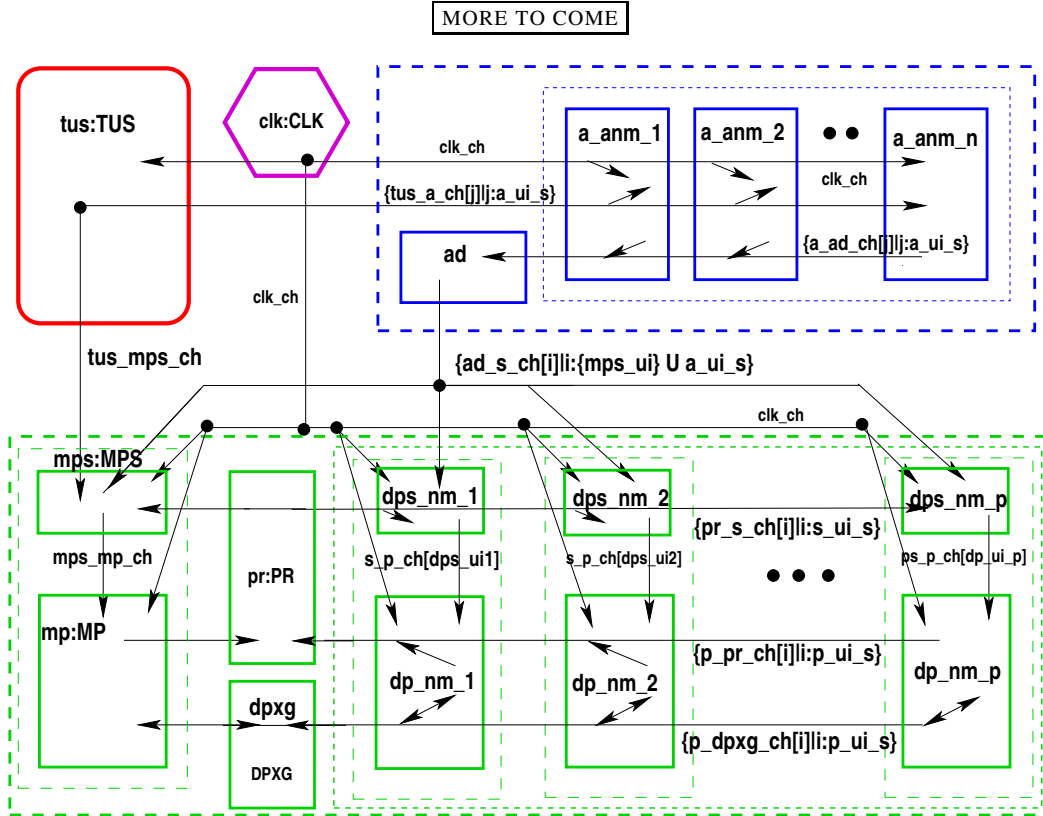 MORE TO COME
tus:TUS
clk:CLK
a_anm_1
a_anm_2
a_anm_n
clk_ch
clk_ch
{tus_a_ch[j]|j:a_ui_s}
{a_ad_ch[j]|j:a_ui_s}
ad
clk_ch
tus_mps_ch
{ad_s_ch[i]|i:{mps_ui} U a_ui_s}
clk_ch
mps:MPS
dps_nm_1
dps_nm_2
dps_nm_p
{pr_s_ch[i]|i:s_ui_s}
mps_mp_ch
s_p_ch[dps_ui1]
s_p_ch[dps_ui2]
ps_p_ch[dp_ui_p]
pr:PR
mp:MP
{p_pr_ch[i]|i:p_ui_s}
dp_nm_1
dp_nm_2
dp_nm_p
dpxg
{p_dpxg_ch[i]|i:p_ui_s}
DPXG